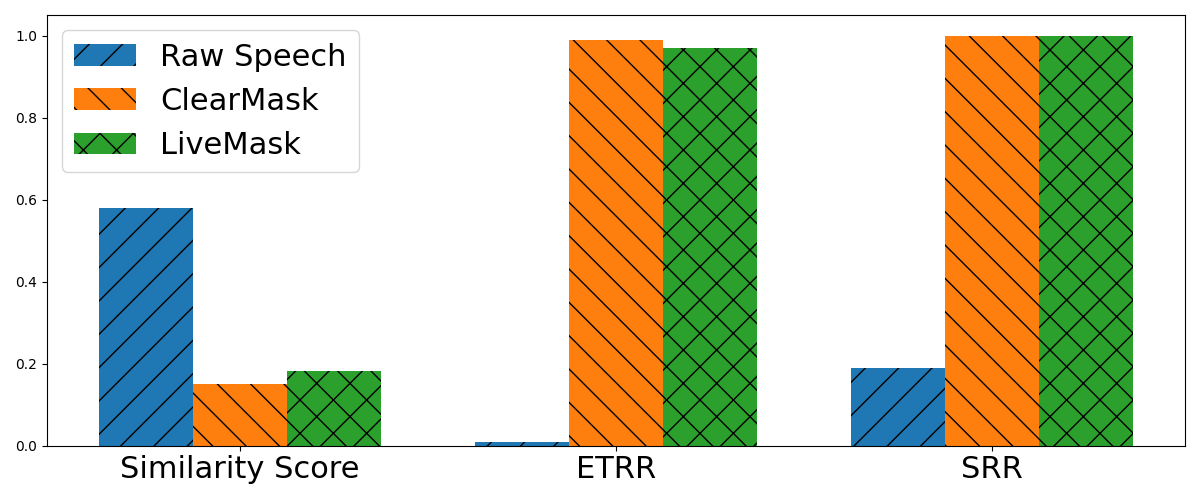 1.0
0.8
0.6
0.4
0.2
0.0
Raw Speech
ClearMask
LiveMask
Similarity Score
ETRR
SRR